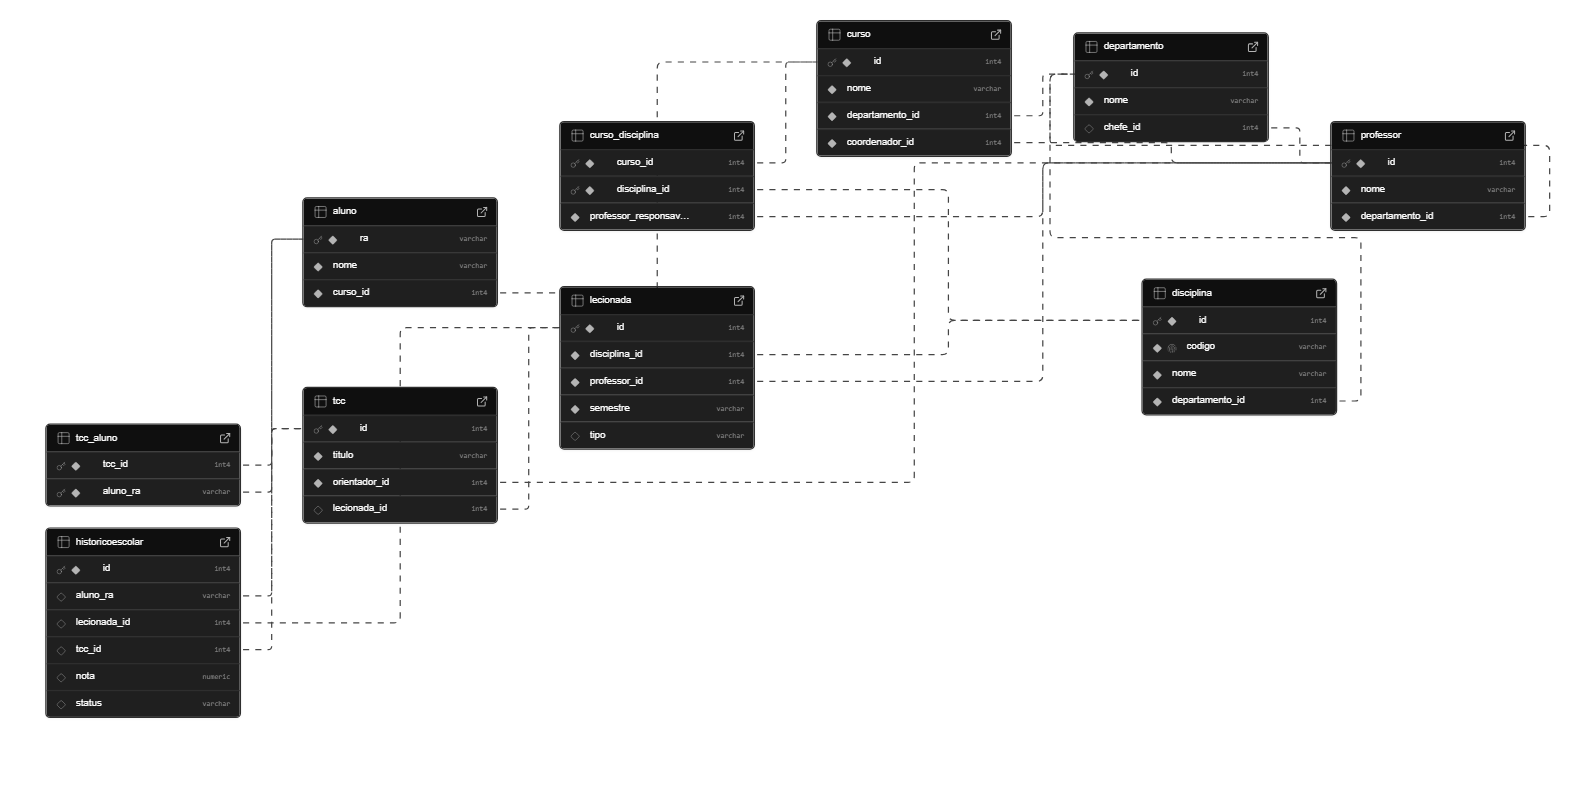 curso
id int4
nome varchar
departamento_id int4
coordenador_id int4
departamento
id int4
nome varchar
chefe_id int4
professor
id int4
nome varchar
departamento_id int4
curso_disciplina
curso_id int4
disciplina_id int4
professor_responsav... int4
aluno
ra varchar
nome varchar
curso_id int4
lecionada
id int4
disciplina_id int4
professor_id int4
semestre varchar
tipo varchar
disciplina
id int4
codigo varchar
nome varchar
departamento_id int4
tcc
id int4
titulo varchar
orientador_id int4
lecionada_id int4
tcc_aluno
tcc_id int4
aluno_ra varchar
historicoescolar
id int4
aluno_ra varchar
lecionada_id int4
tcc_id int4
nota numeric
status varchar